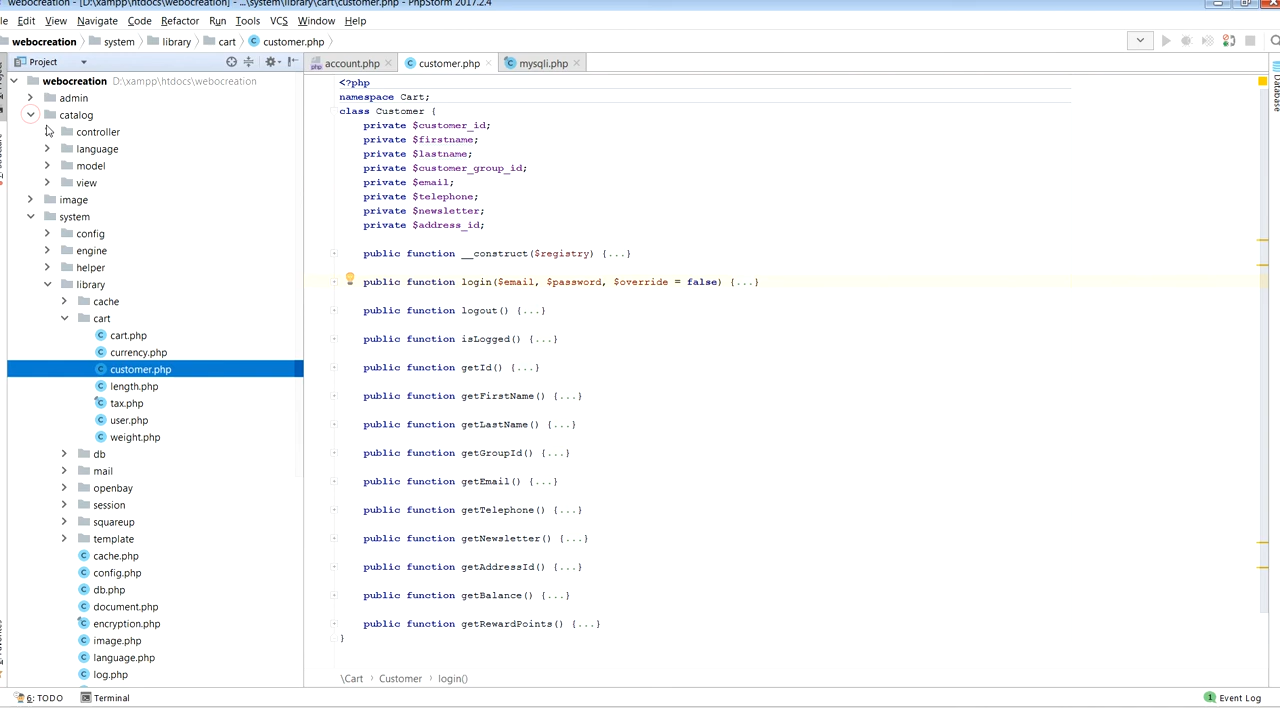 webocreation - [D:\xampp\htdocs\webocreation] - ...\system\library\cart\customer.php - PhpStorm 2017.2.4
le Edit View Navigate Code Refactor Run Tools VCS Window Help
webocreation system library cart customer.php
Project
account.php customer.php mysqli.php
webocreation D:\xampp\htdocs\webocreation
admin
catalog
controller
language
model
view
image
system
config
engine
helper
library
cache
cart
cart.php
currency.php
customer.php
length.php
tax.php
user.php
weight.php
db
mail
openbay
session
squareup
template
cache.php
config.php
db.php
document.php
encryption.php
image.php
language.php
log.php
<?php
namespace Cart;
class Customer {
private $customer_id;
private $firstname;
private $lastname;
private $customer_group_id;
private $email;
private $telephone;
private $newsletter;
private $address_id;
public function __construct($registry) {...}
public function login($email, $password, $override = false) {...}
public function logout() {...}
public function isLogged() {...}
public function getId() {...}
public function getFirstName() {...}
public function getLastName() {...}
public function getGroupId() {...}
public function getEmail() {...}
public function getTelephone() {...}
public function getNewsletter() {...}
public function getAddressId() {...}
public function getBalance() {...}
public function getRewardPoints() {...}
}
\Cart Customer login()
Database
6: TODO Terminal
1 Event Log